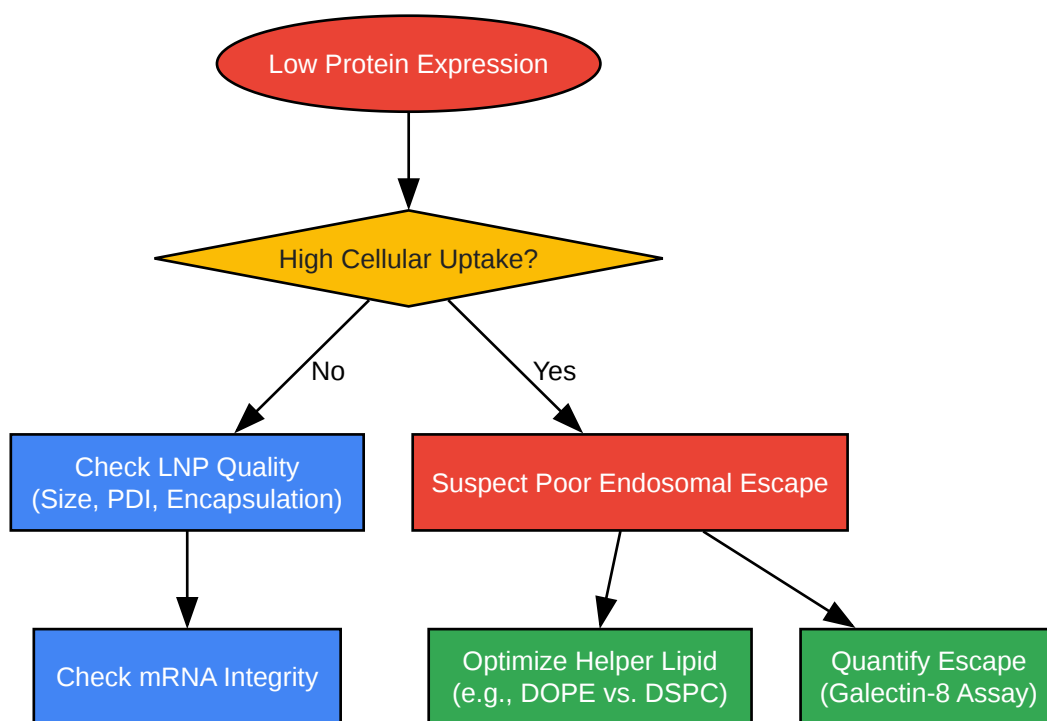 Low Protein Expression
High Cellular Uptake?
No
Yes
Check LNP Quality
(Size, PDI, Encapsulation)
Suspect Poor Endosomal Escape
Check mRNA Integrity
Optimize Helper Lipid
(e.g., DOPE vs. DSPC)
Quantify Escape
(Galectin-8 Assay)